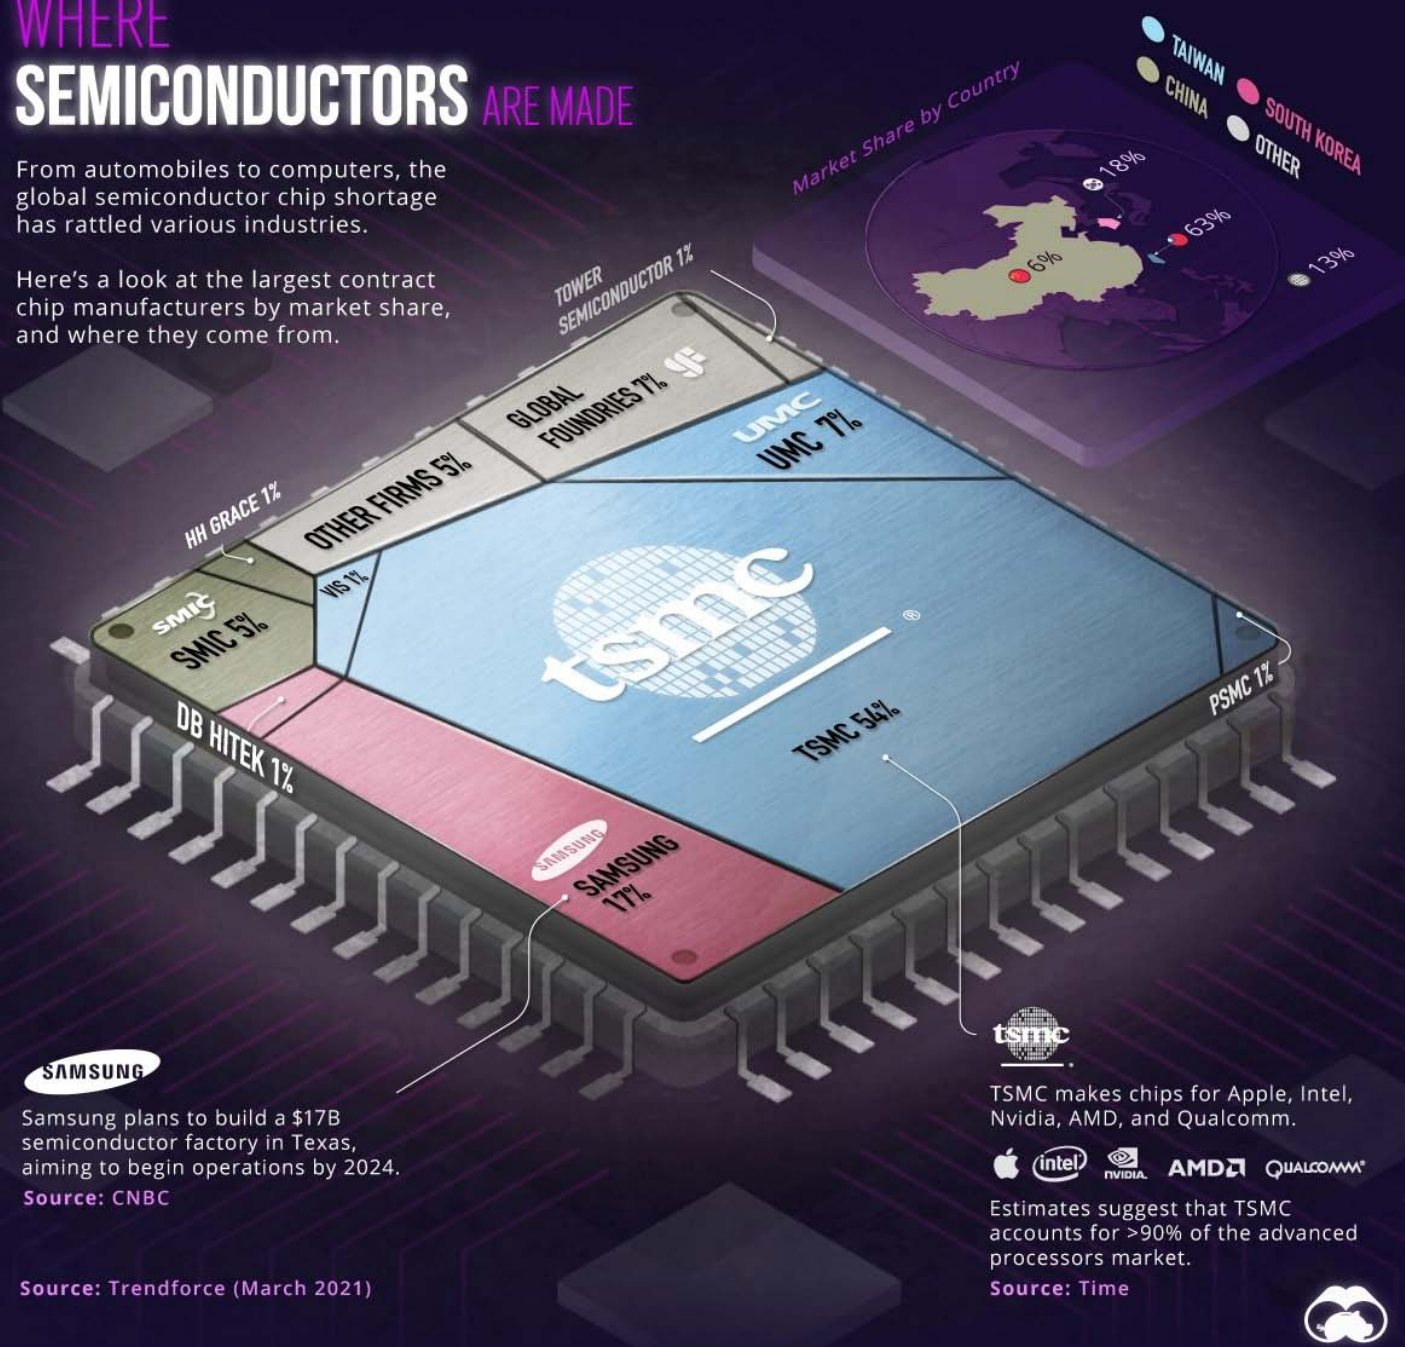 WHERE
SEMICONDUCTORS ARE MADE
From automobiles to computers, the
global semiconductor chip shortage
has rattled various industries.
Here's a look at the largest contract
chip manufacturers by market share,
and where they come from.
Market Share by Country
TAIWAN
SOUTH KOREA
CHINA
OTHER
18%
63%
6%
13%
TOWER
SEMICONDUCTOR 1%
GLOBAL
FOUNDRIES 7%
GF
UMC
UMC 7%
OTHER FIRMS 5%
HH GRACE 1%
VIS 1%
SMIC
SMIC 5%
tsmc
®
TSMC 54%
PSMC 1%
DB HITEK 1%
SAMSUNG
SAMSUNG
17%
SAMSUNG
Samsung plans to build a $17B
semiconductor factory in Texas,
aiming to begin operations by 2024.
Source: CNBC
Source: Trendforce (March 2021)
tsmc
TSMC makes chips for Apple, Intel,
Nvidia, AMD, and Qualcomm.
intel NVIDIA AMD QUALCOMM
Estimates suggest that TSMC
accounts for >90% of the advanced
processors market.
Source: Time